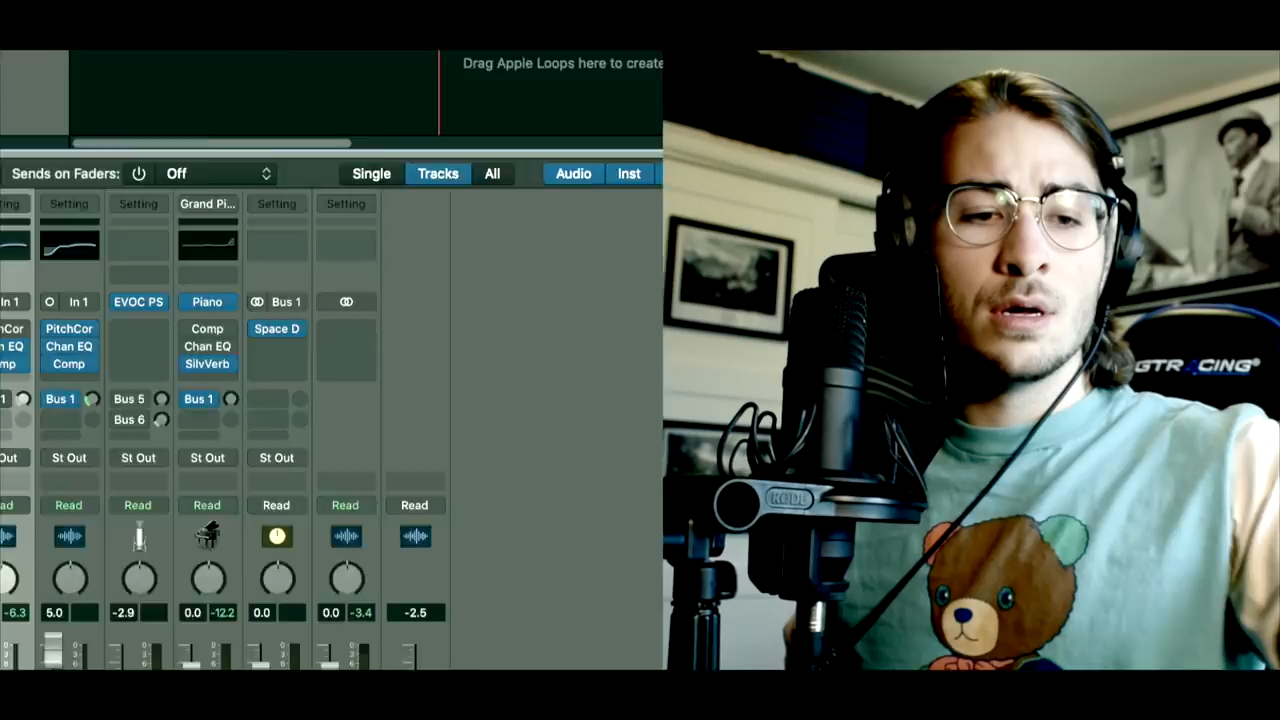 Drag Apple Loops here to create
Sends on Faders: Off Single Tracks All Audio Inst
Setting Setting Grand Pi... Setting Setting
In 1 In 1 EVOC PS Piano Bus 1
PitchCor Comp Space D
Chan EQ Chan EQ
Comp SilvVerb
Bus 1 Bus 5 Bus 1
Bus 6
St Out St Out St Out St Out
Read Read Read Read Read Read
-6.3 5.0 -2.9 0.0 -12.2 0.0 0.0 -3.4 -2.5
RODE
GTRACING®